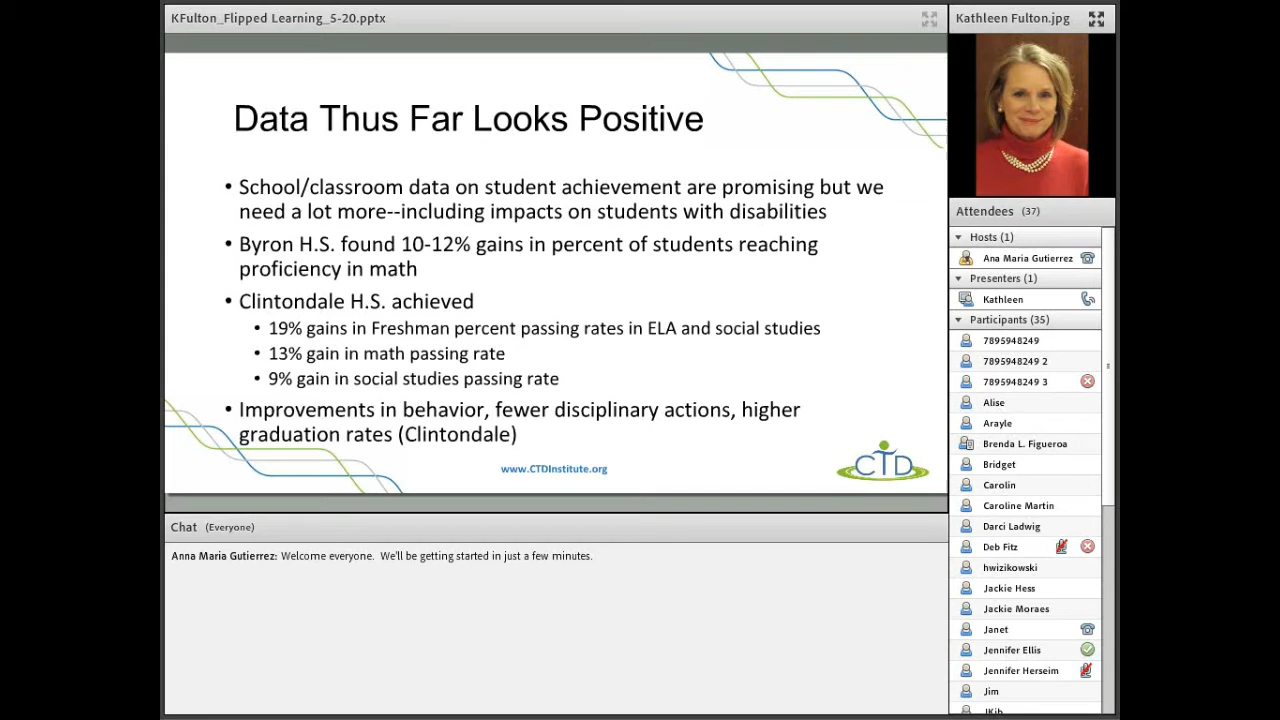 KFulton_Flipped Learning_5-20.pptx
Data Thus Far Looks Positive
• School/classroom data on student achievement are promising but we
need a lot more--including impacts on students with disabilities
• Byron H.S. found 10-12% gains in percent of students reaching
proficiency in math
• Clintondale H.S. achieved
• 19% gains in Freshman percent passing rates in ELA and social studies
• 13% gain in math passing rate
• 9% gain in social studies passing rate
• Improvements in behavior, fewer disciplinary actions, higher
graduation rates (Clintondale)
www.CTDInstitute.org
CTD
Chat (Everyone)
Anna Maria Gutierrez: Welcome everyone. We'll be getting started in just a few minutes.
Kathleen Fulton.jpg
Attendees (37)
Hosts (1)
Ana Maria Gutierrez
Presenters (1)
Kathleen
Participants (35)
7895948249
7895948249 2
7895948249 3
Alise
Arayle
Brenda L. Figueroa
Bridget
Carolin
Caroline Martin
Darci Ladwig
Deb Fitz
hwizikowski
Jackie Hess
Jackie Moraes
Janet
Jennifer Ellis
Jennifer Herseim
Jim